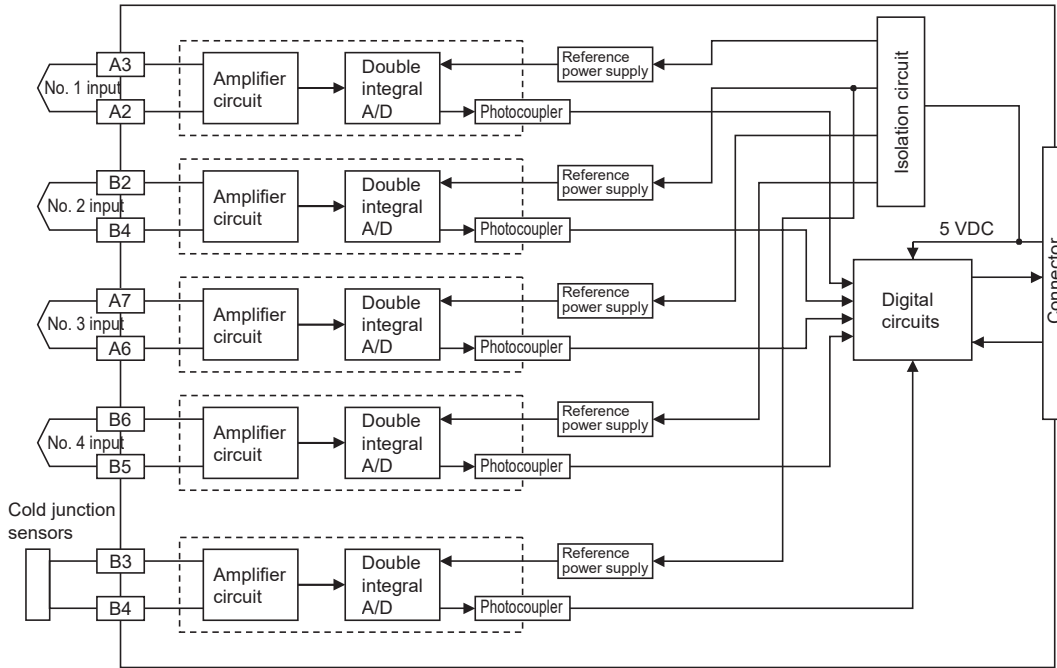 A3
No. 1 input
A2
Amplifier
circuit
Double
integral
A/D
Reference
power supply
Photocoupler
Isolation circuit
B2
No. 2 input
B4
Amplifier
circuit
Double
integral
A/D
Reference
power supply
Photocoupler
5 VDC
Connector
A7
No. 3 input
A6
Amplifier
circuit
Double
integral
A/D
Reference
power supply
Photocoupler
Digital
circuits
B6
No. 4 input
B5
Amplifier
circuit
Double
integral
A/D
Reference
power supply
Photocoupler
Cold junction
sensors
B3
B4
Amplifier
circuit
Double
integral
A/D
Reference
power supply
Photocoupler